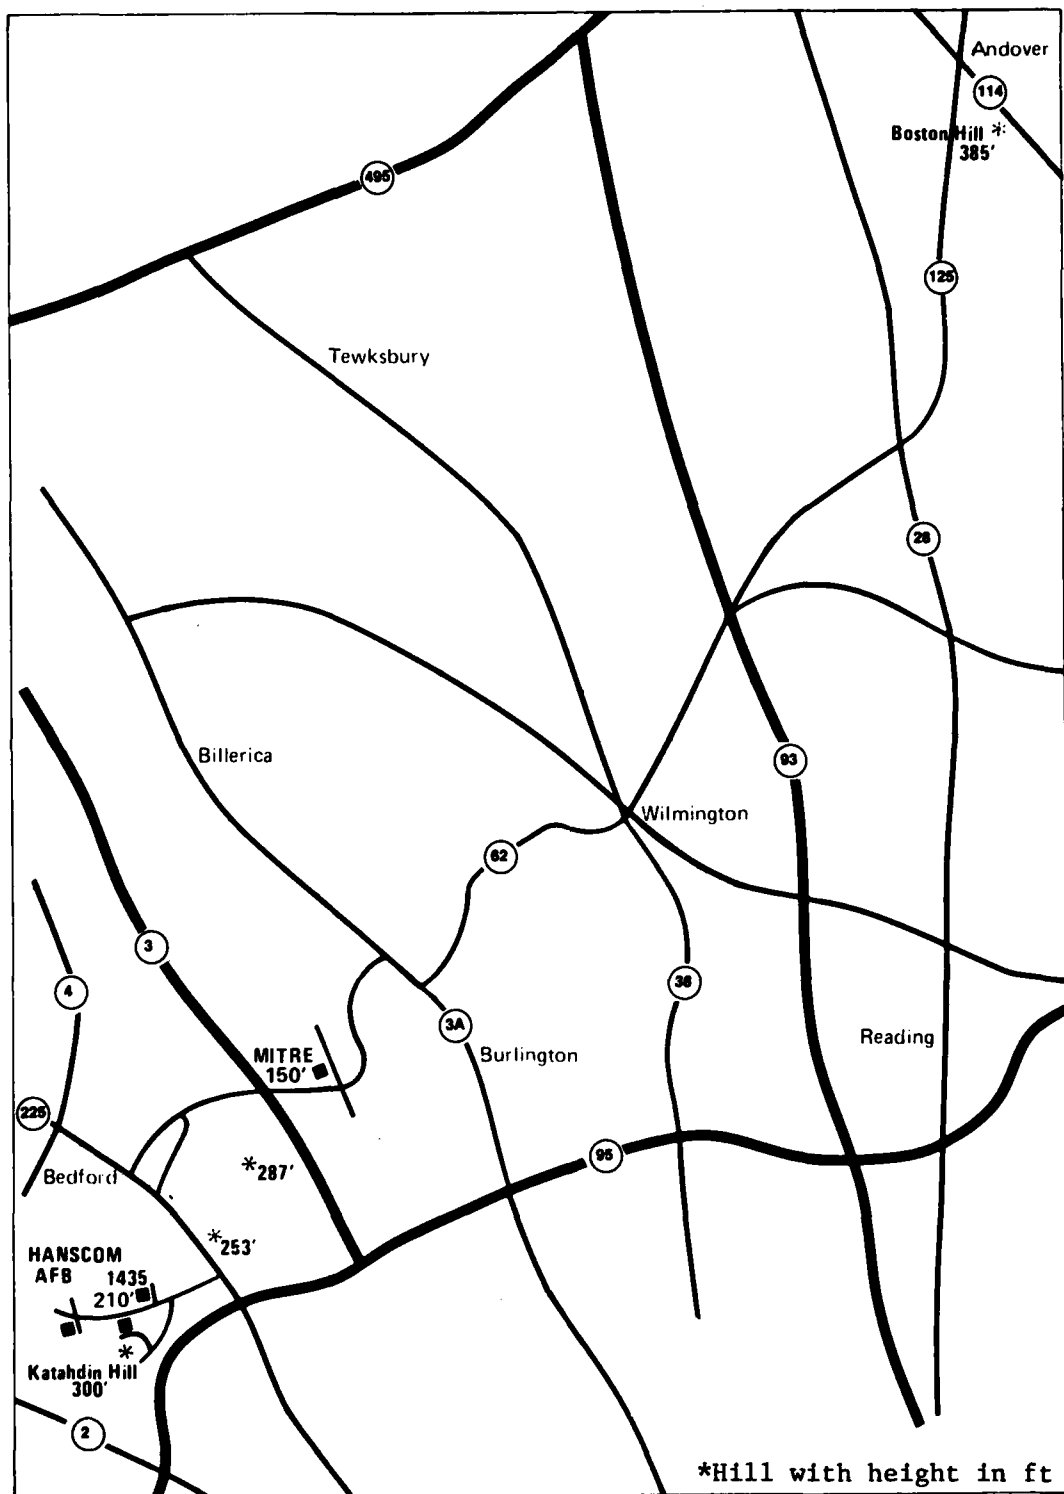 Andover
114
Boston Hill *
385′
495
125
Tewksbury
28
Billerica
93
Wilmington
62
3
4
38
3A
Reading
MITRE
150′
Burlington
225
95
*287′
Bedford
*253′
HANSCOM
AFB
1435
210′
*
Katahdin Hill
300′
2
*Hill with height in ft